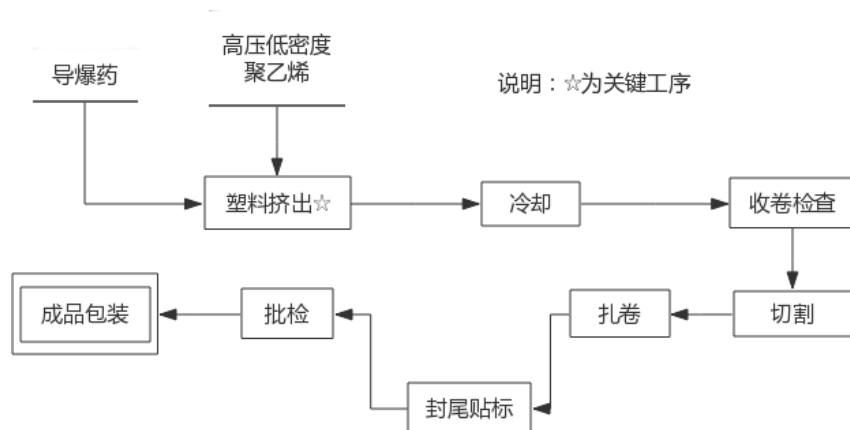 导爆药
高压低密度
聚乙烯
说明：☆为关键工序
塑料挤出☆
冷却
收卷检查
切割
扎卷
封尾贴标
批检
成品包装